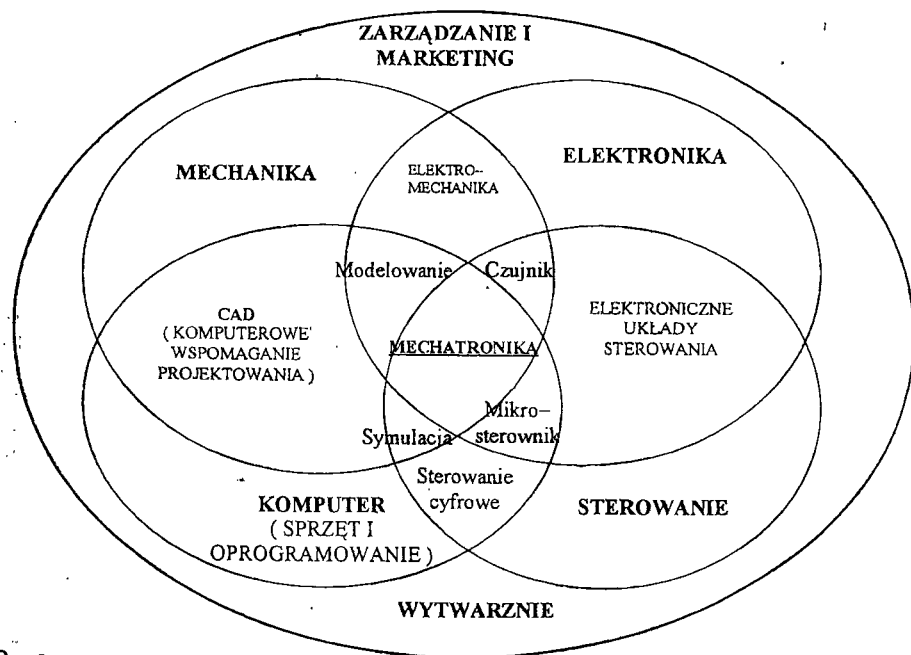 ZARZĄDZANIE I
MARKETING
MECHANIKA
ELEKTRO-
MECHANIKA
ELEKTRONIKA
Modelowanie
Czujnik
CAD
( KOMPUTEROWE
WSPOMAGANIE
PROJEKTOWANIA )
MECHATRONIKA
ELEKTRONICZNE
UKŁADY
STEROWANIA
Symulacja
Mikro-
sterownik
Sterowanie
cyfrowe
KOMPUTER
( SPRZĘT I
OPROGRAMOWANIE )
STEROWANIE
WYTWARZNIE